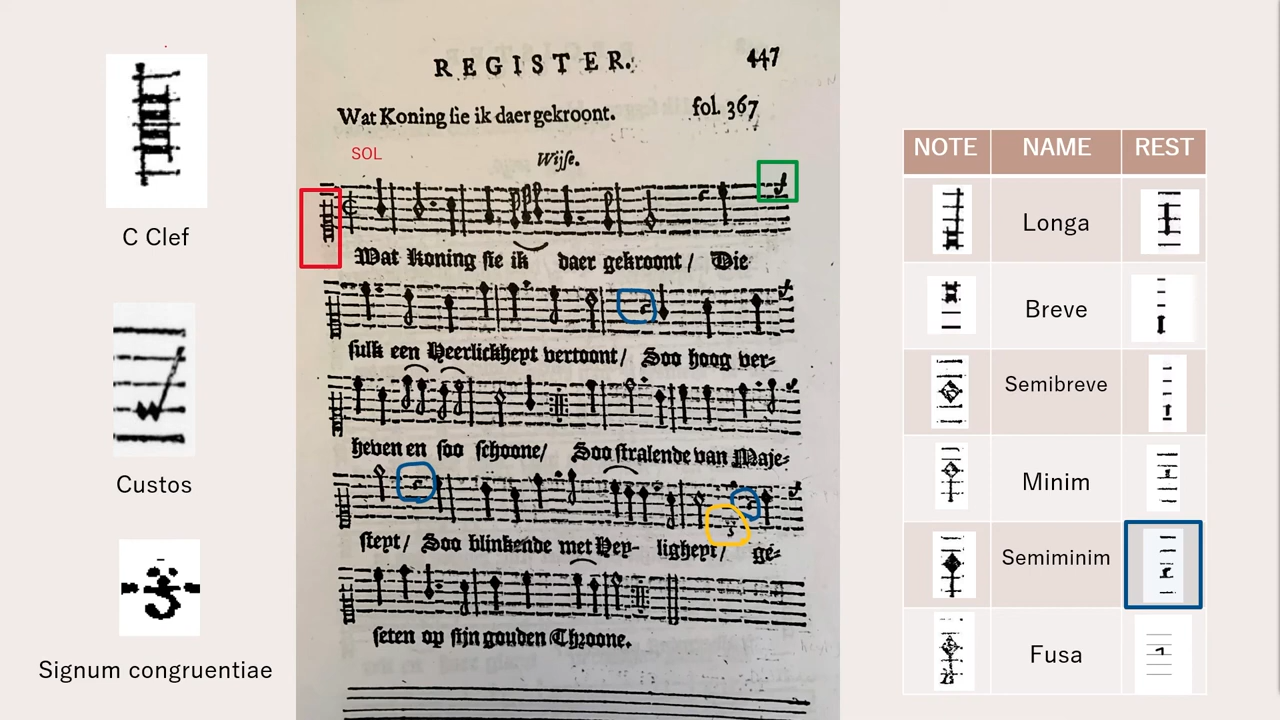 C Clef
Custos
Signum congruentiae
REGISTER. 447
Wat Koning ſie ik daer gekroont. fol. 367
SOL
Wijſe.
Wat Koning ſie ik daer gekroont / Die
ſulk een Heerlickheyt vertoont / Soo hoog ver⸗
heven en ſoo ſchoone / Soo ſtralende van Maje⸗
ſteyt / Soo blinkende met Hey- ligheyt / ge⸗
ſeten op ſijn gouden Throone.
NOTE NAME REST
Longa
Breve
Semibreve
Minim
Semiminim
Fusa